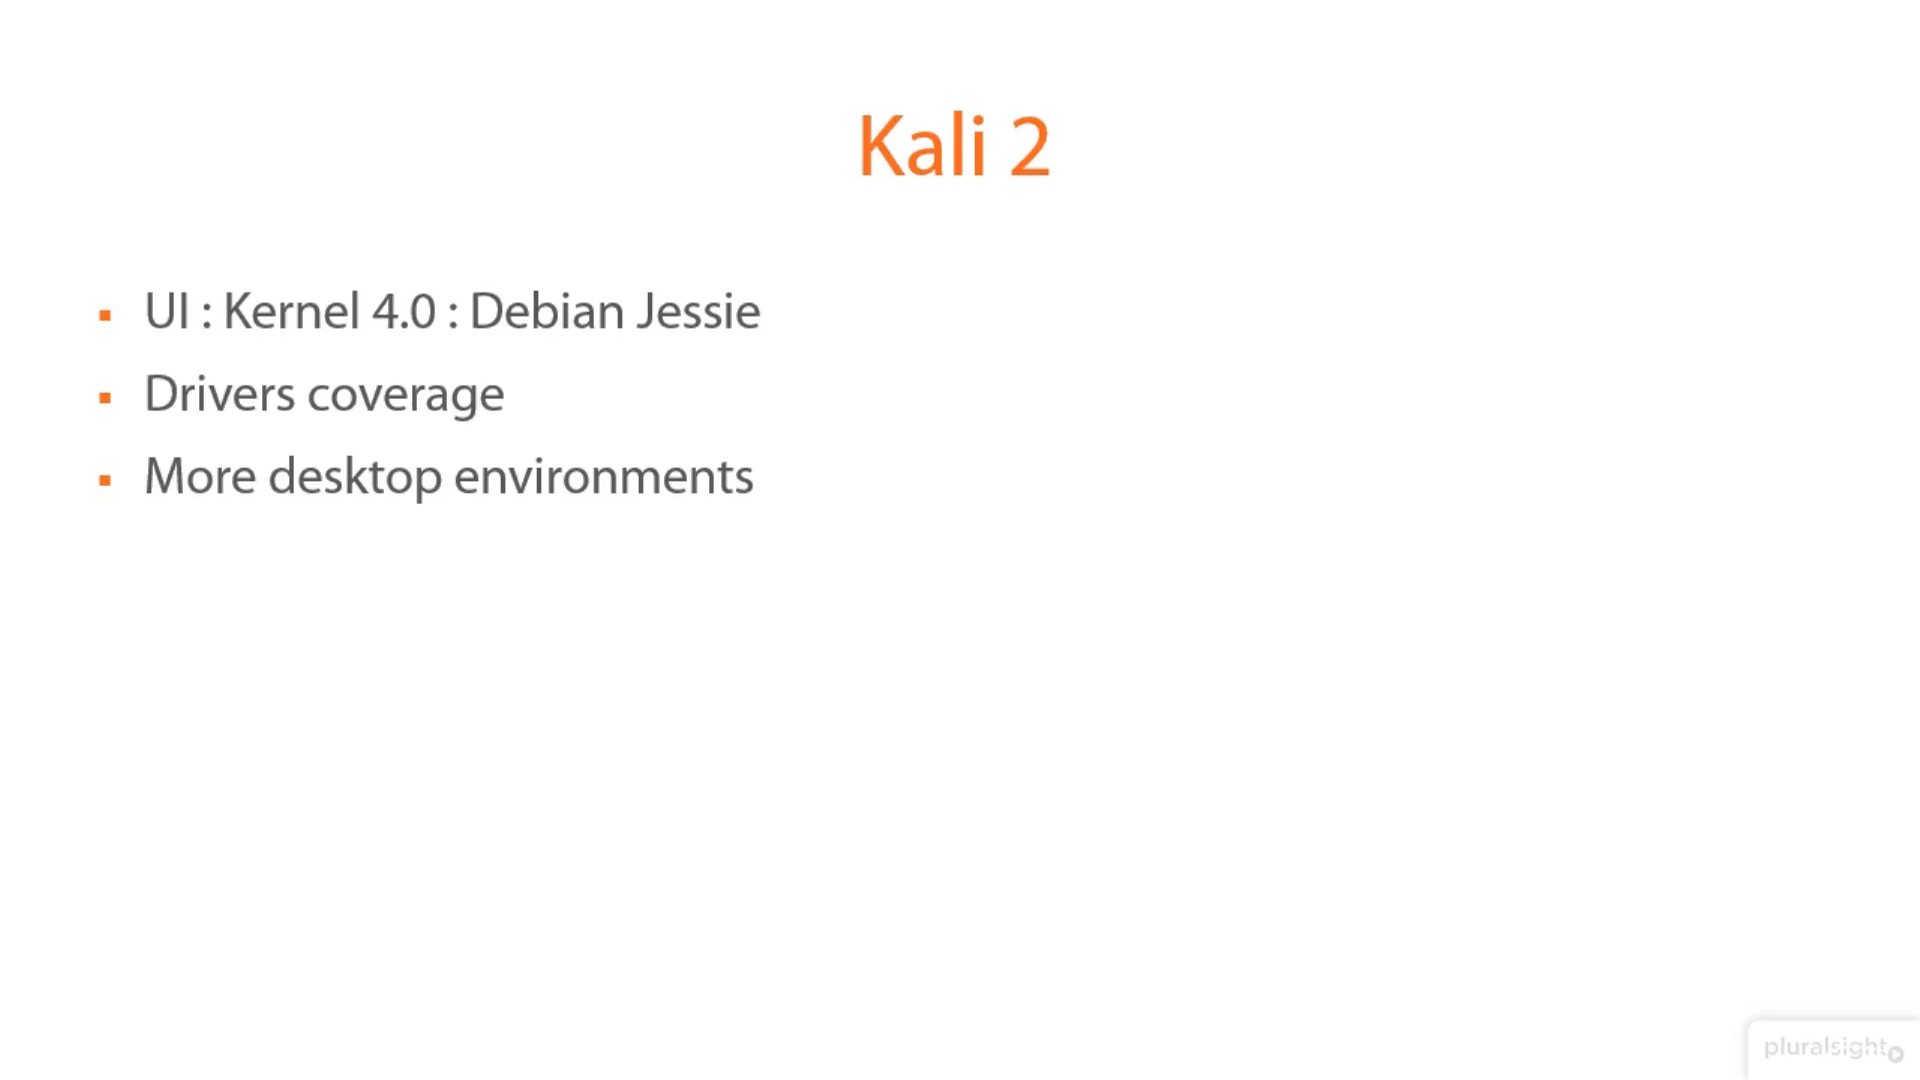 Kali 2
UI : Kernel 4.0 : Debian Jessie
Drivers coverage
More desktop environments
pluralsight